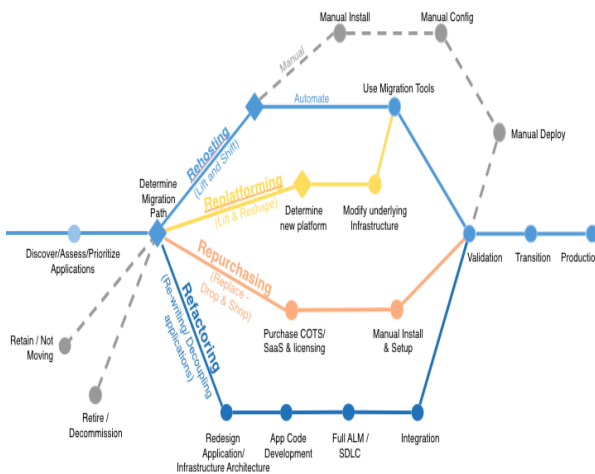 Manual Install
Manual Config
Manual
Use Migration Tools
Automate
Manual Deploy
Rehosting
(Lift and Shift)
Determine
Migration
Path
Replatforming
(Lift & Reshape)
Determine
new platform
Modify underlying
Infrastructure
Discover/Assess/Prioritize
Applications
Validation
Transition
Production
Repurchasing
(Replace -
Drop & Shop)
Purchase COTS/
SaaS & licensing
Manual Install
& Setup
Refactoring
(Re-writing/ Decoupling
applications)
Retain / Not
Moving
Retire /
Decommission
Redesign
Application/
Infrastructure Architecture
App Code
Development
Full ALM /
SDLC
Integration